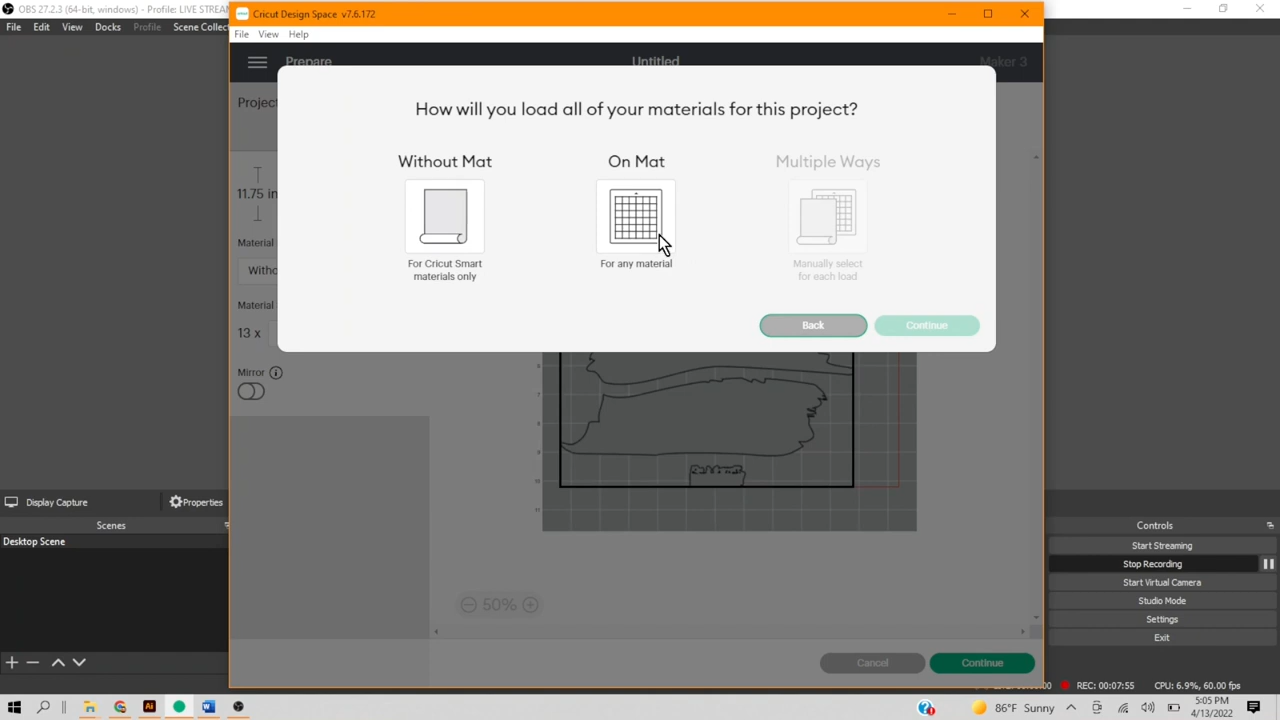 OBS 27.2.3 (64-bit, windows) - Profile: LIVE STREAM
File Edit View Docks Profile Scene Collec
Cricut Design Space v7.6.172
File View Help
Prepare Untitled Maker 3
Project
How will you load all of your materials for this project?
Without Mat On Mat Multiple Ways
For Cricut Smart
materials only
For any material
Manually select
for each load
Back Continue
11.75 in
Material
Witho
Material
13 x
Mirror
7
10
11
50%
Cancel Continue
Display Capture Properties
Scenes
Desktop Scene
Controls
Start Streaming
Stop Recording
Start Virtual Camera
Studio Mode
Settings
Exit
REC: 00:07:55 CPU: 6.9%, 60.00 fps
86°F Sunny
5:05 PM
4/13/2022